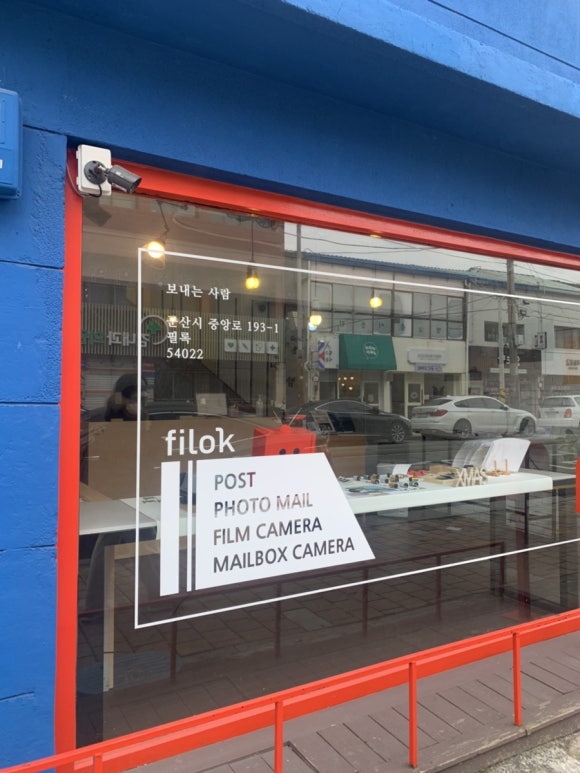 보내는 사람
군산시 중앙로 193-1
필록
54022
filok
POST
PHOTO MAIL
FILM CAMERA
MAILBOX CAMERA